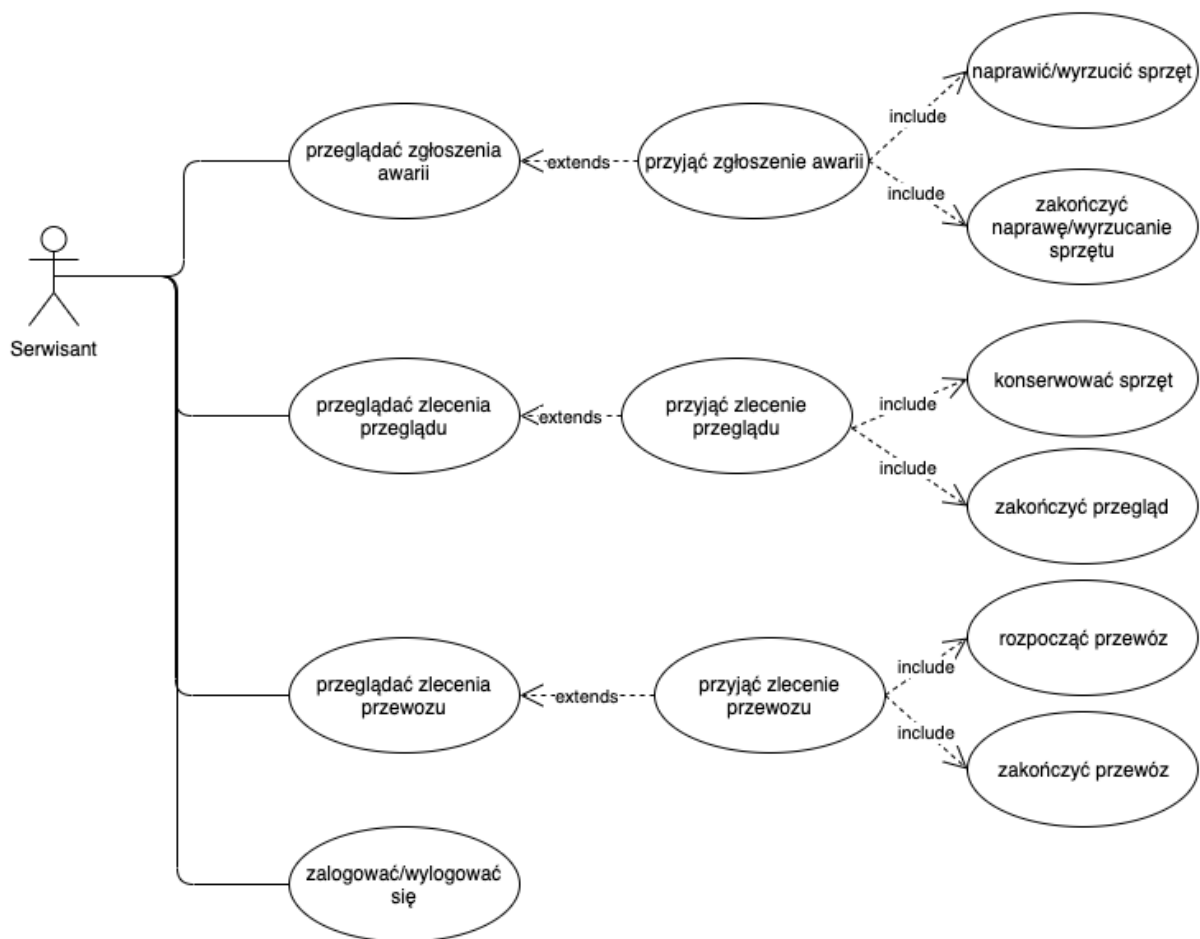 naprawić/wyrzucić sprzęt
include
przeglądać zgłoszenia
awarii
extends
przyjąć zgłoszenie awarii
include
zakończyć
naprawę/wyrzucanie
sprzętu
Serwisant
przeglądać zlecenia
przeglądu
extends
przyjąć zlecenie
przeglądu
include
konserwować sprzęt
include
zakończyć przegląd
przeglądać zlecenia
przewozu
extends
przyjąć zlecenie
przewozu
include
rozpocząć przewóz
include
zakończyć przewóz
zalogować/wylogować
się